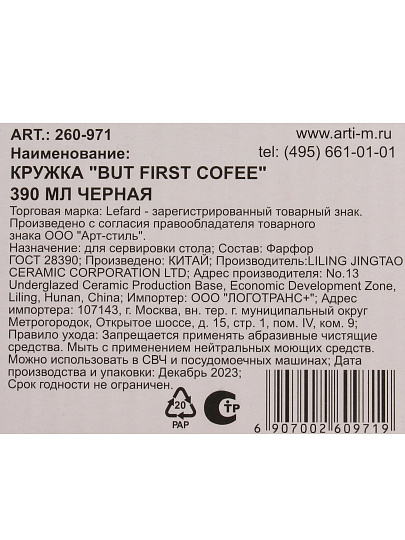 ART.: 260-971 www.arti-m.ru
Наименование: tel: (495) 661-01-01
КРУЖКА "BUT FIRST COFEE"
390 МЛ ЧЕРНАЯ
Торговая марка: Lefard - зарегистрированный товарный знак.
Произведено с согласия правообладателя товарного
знака ООО "Арт-стиль".
Назначение: для сервировки стола; Состав: Фарфор
ГОСТ 28390; Произведено: КИТАЙ; Производитель:LILING JINGTAO
CERAMIC CORPORATION LTD; Адрес производителя: No.13
Underglazed Ceramic Production Base, Economic Development Zone,
Liling, Hunan, China; Импортер: ООО "ЛОГОТРАНС+"; Адрес
импортера: 107143, г. Москва, вн. тер. г. муниципальный округ
Метрогородок, Открытое шоссе, д. 15, стр. 1, пом. IV, ком. 9;
Правило ухода: Запрещается применять абразивные чистящие
средства. Мыть с применением нейтральных моющих средств.
Можно использовать в СВЧ и посудомоечных машинах; Дата
производства и упаковки: Декабрь 2023;
Срок годности не ограничен.
20
PAP
СТР
6 907002 609719